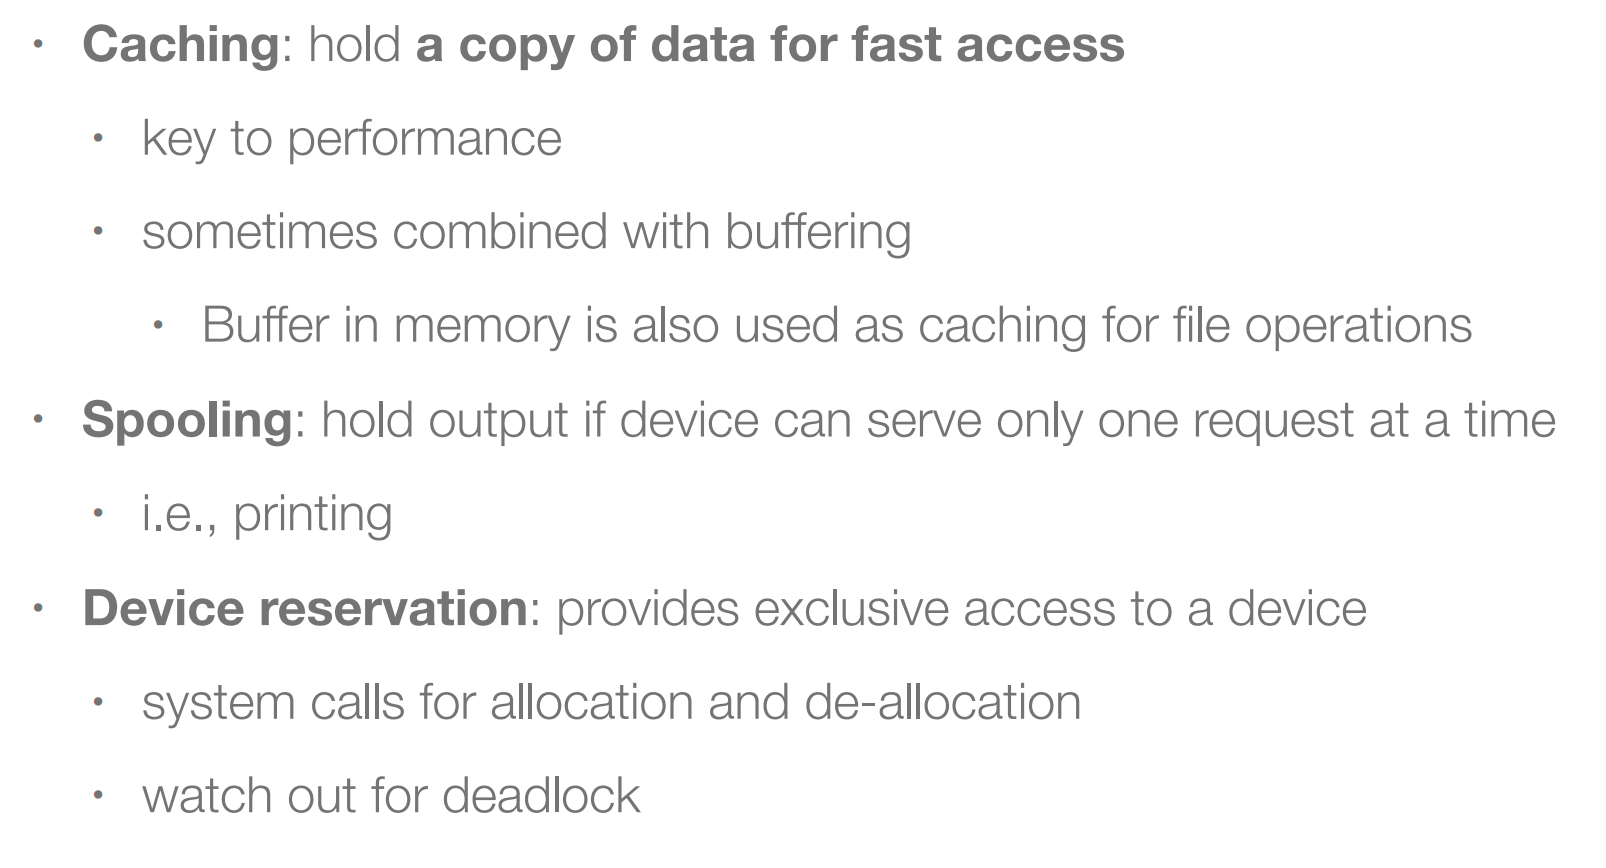 • Caching: hold a copy of data for fast access
• key to performance
• sometimes combined with buffering
• Buffer in memory is also used as caching for file operations
• Spooling: hold output if device can serve only one request at a time
• i.e., printing
• Device reservation: provides exclusive access to a device
• system calls for allocation and de-allocation
• watch out for deadlock